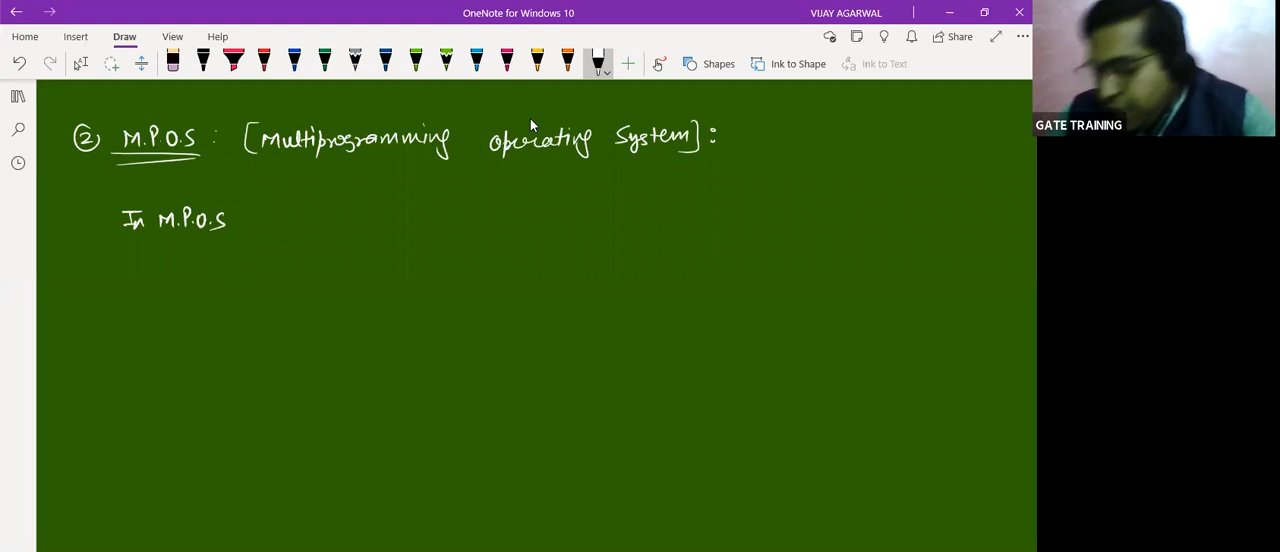 OneNote for Windows 10
VIJAY AGARWAL
Home Insert Draw View Help
Share
Shapes Ink to Shape Ink to Text
GATE TRAINING
② M.P.O.S : [Multiprogramming operating System] :
In M.P.O.S